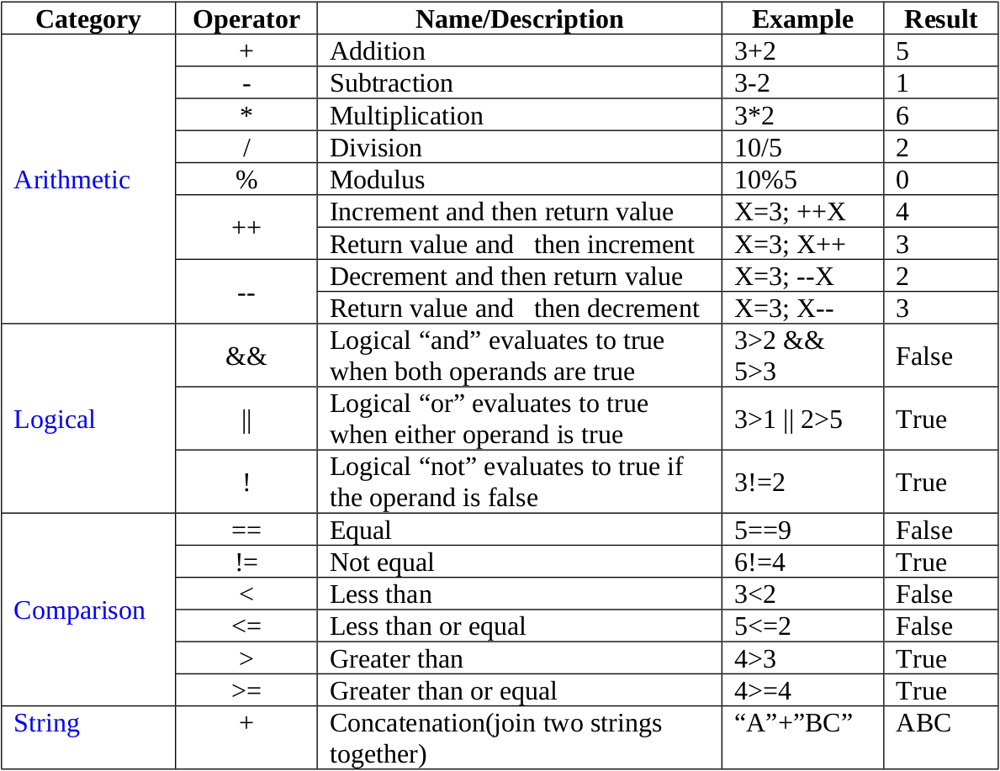 Category Operator Name/Description Example Result
Arithmetic + Addition 3+2 5
- Subtraction 3-2 1
* Multiplication 3*2 6
/ Division 10/5 2
% Modulus 10%5 0
++ Increment and then return value X=3; ++X 4
Return value and   then increment X=3; X++ 3
-- Decrement and then return value X=3; --X 2
Return value and   then decrement X=3; X-- 3
Logical && Logical “and” evaluates to true 3>2 && False
when both operands are true 5>3
|| Logical “or” evaluates to true 3>1 || 2>5 True
when either operand is true
! Logical “not” evaluates to true if 3!=2 True
the operand is false
Comparison == Equal 5==9 False
!= Not equal 6!=4 True
< Less than 3<2 False
<= Less than or equal 5<=2 False
> Greater than 4>3 True
>= Greater than or equal 4>=4 True
String + Concatenation(join two strings “A”+”BC” ABC
together)